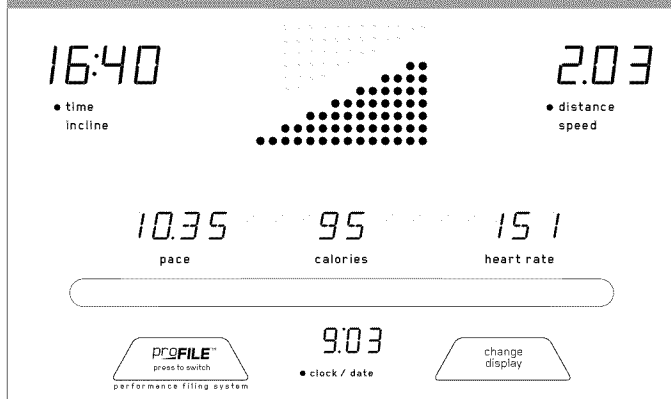 16:40
2.03
• time
incline
• distance
speed
10.35
95
151
pace
calories
heart rate
9:03
proFILE™
press to switch
• clock / date
change
display
performance filing system